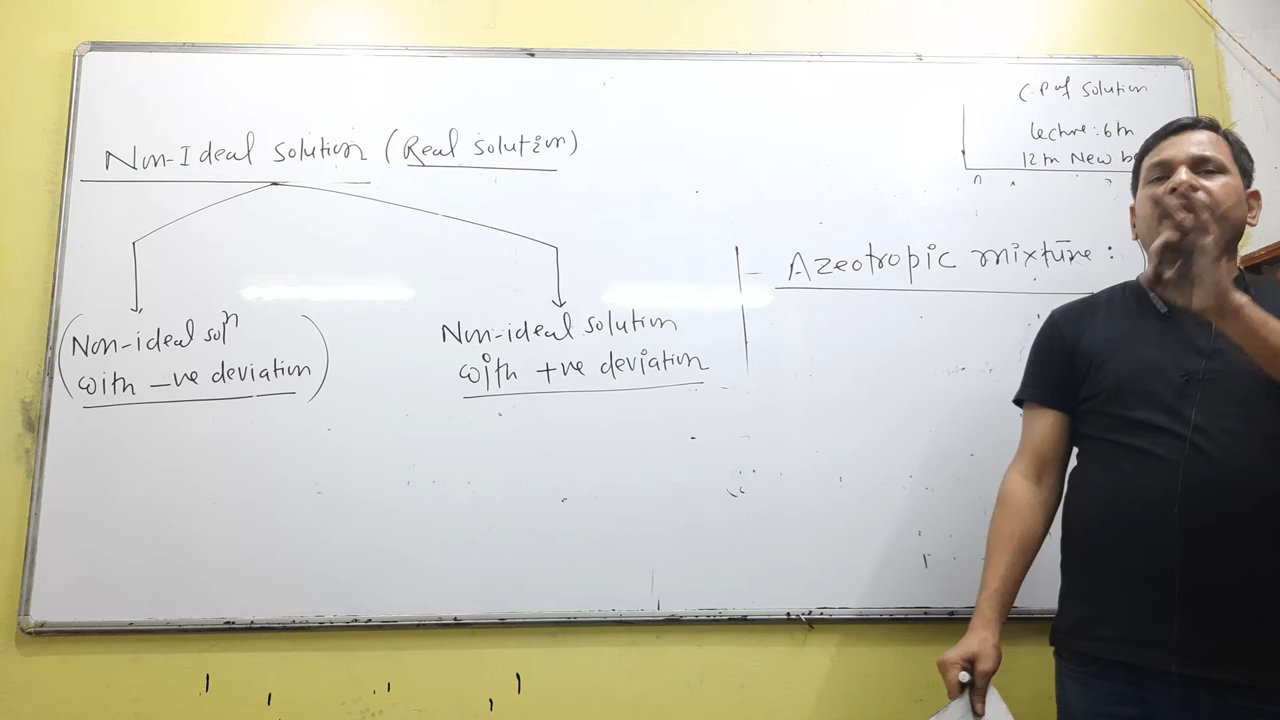 C.P of Solution
Lecture: 6th
12th New
Non-Ideal solution (Real solution)
Azeotropic mixture:
Non-ideal solution
with +ve deviation
(Non-ideal solⁿ
with -ve deviation)